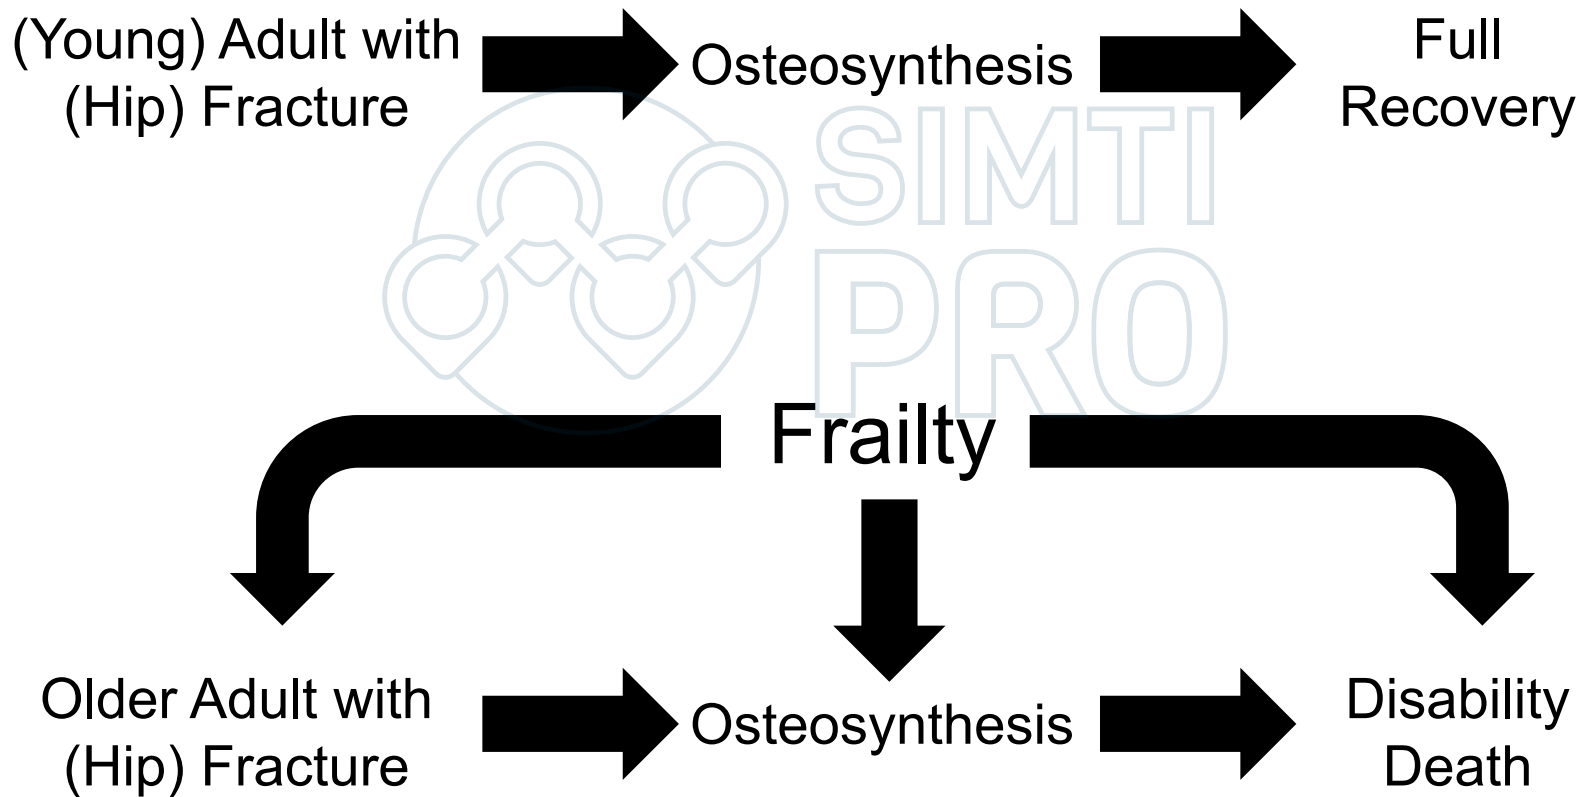 (Young) Adult with
(Hip) Fracture
Osteosynthesis
Full
Recovery
SIMTI
PRO
Frailty
Older Adult with
(Hip) Fracture
Osteosynthesis
Disability
Death